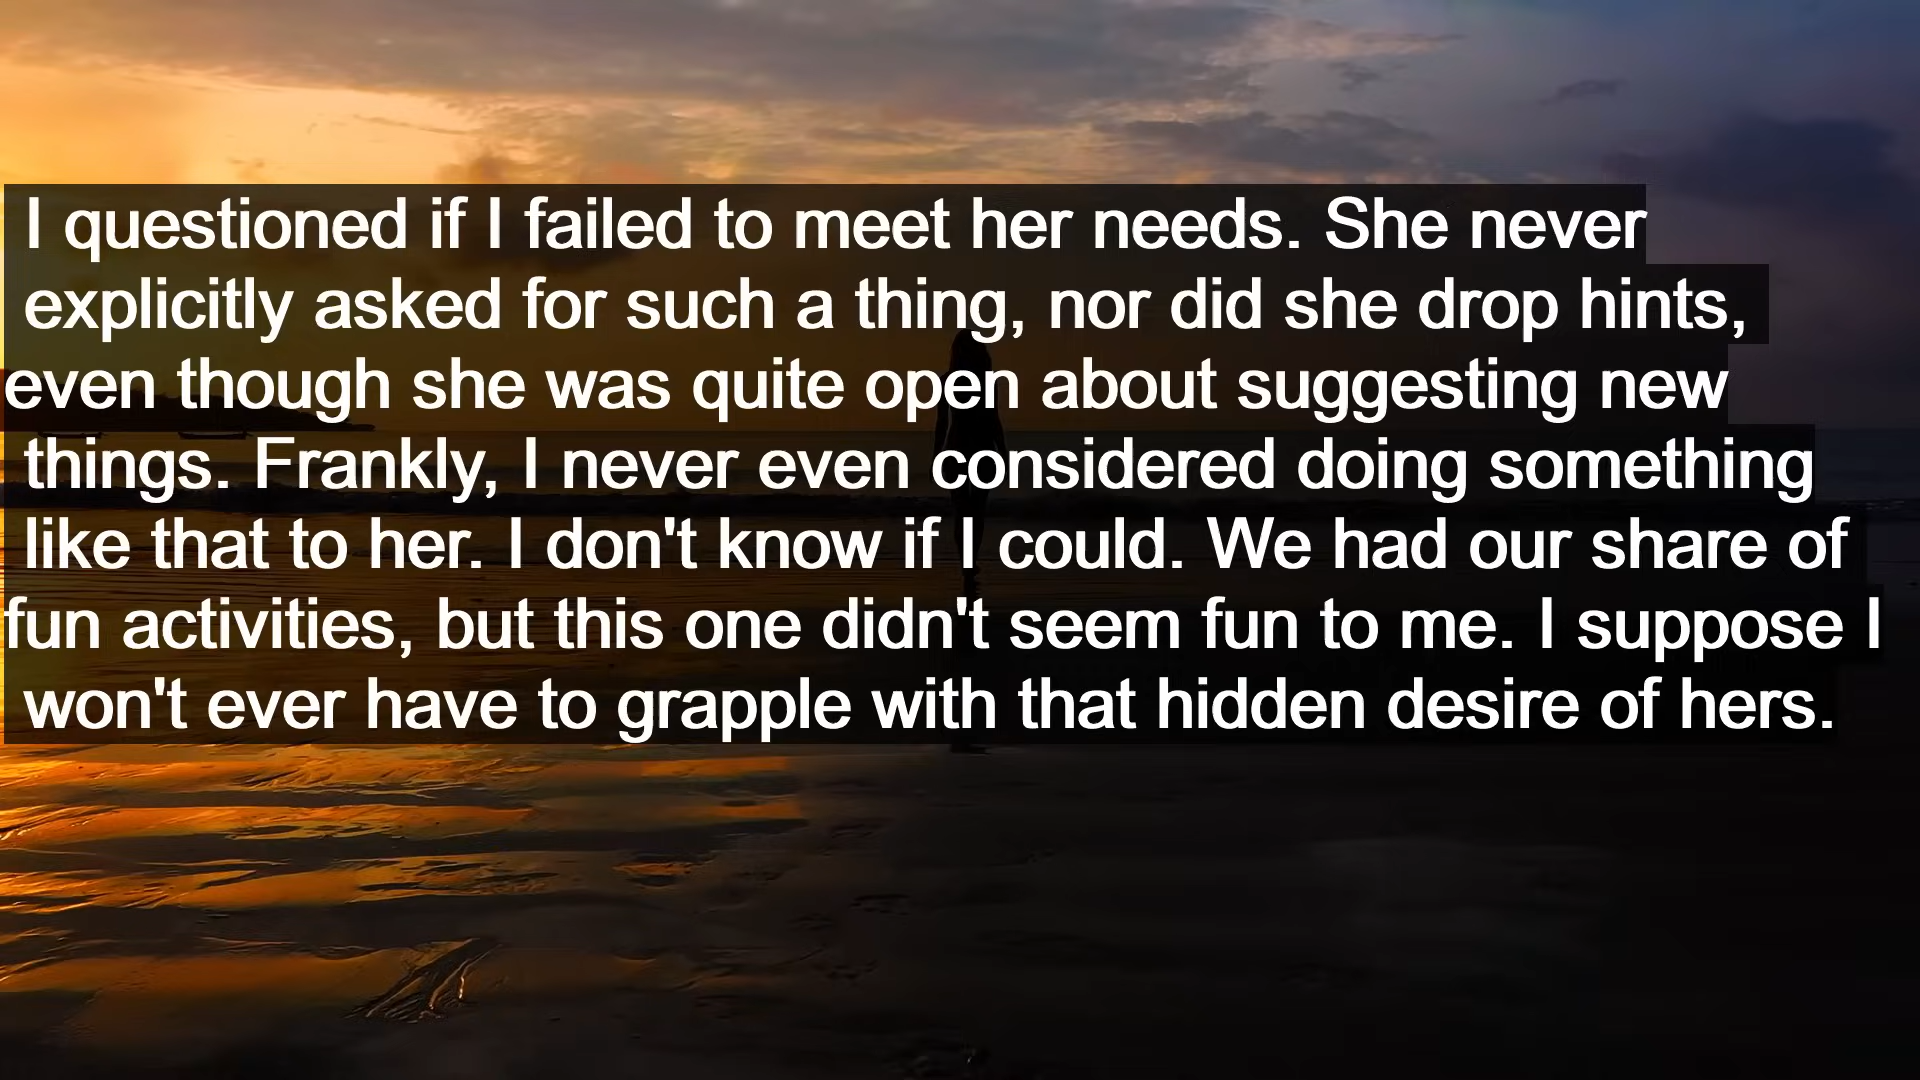 I questioned if I failed to meet her needs. She never
explicitly asked for such a thing, nor did she drop hints,
even though she was quite open about suggesting new
things. Frankly, I never even considered doing something
like that to her. I don't know if I could. We had our share of
fun activities, but this one didn't seem fun to me. I suppose I
won't ever have to grapple with that hidden desire of hers.